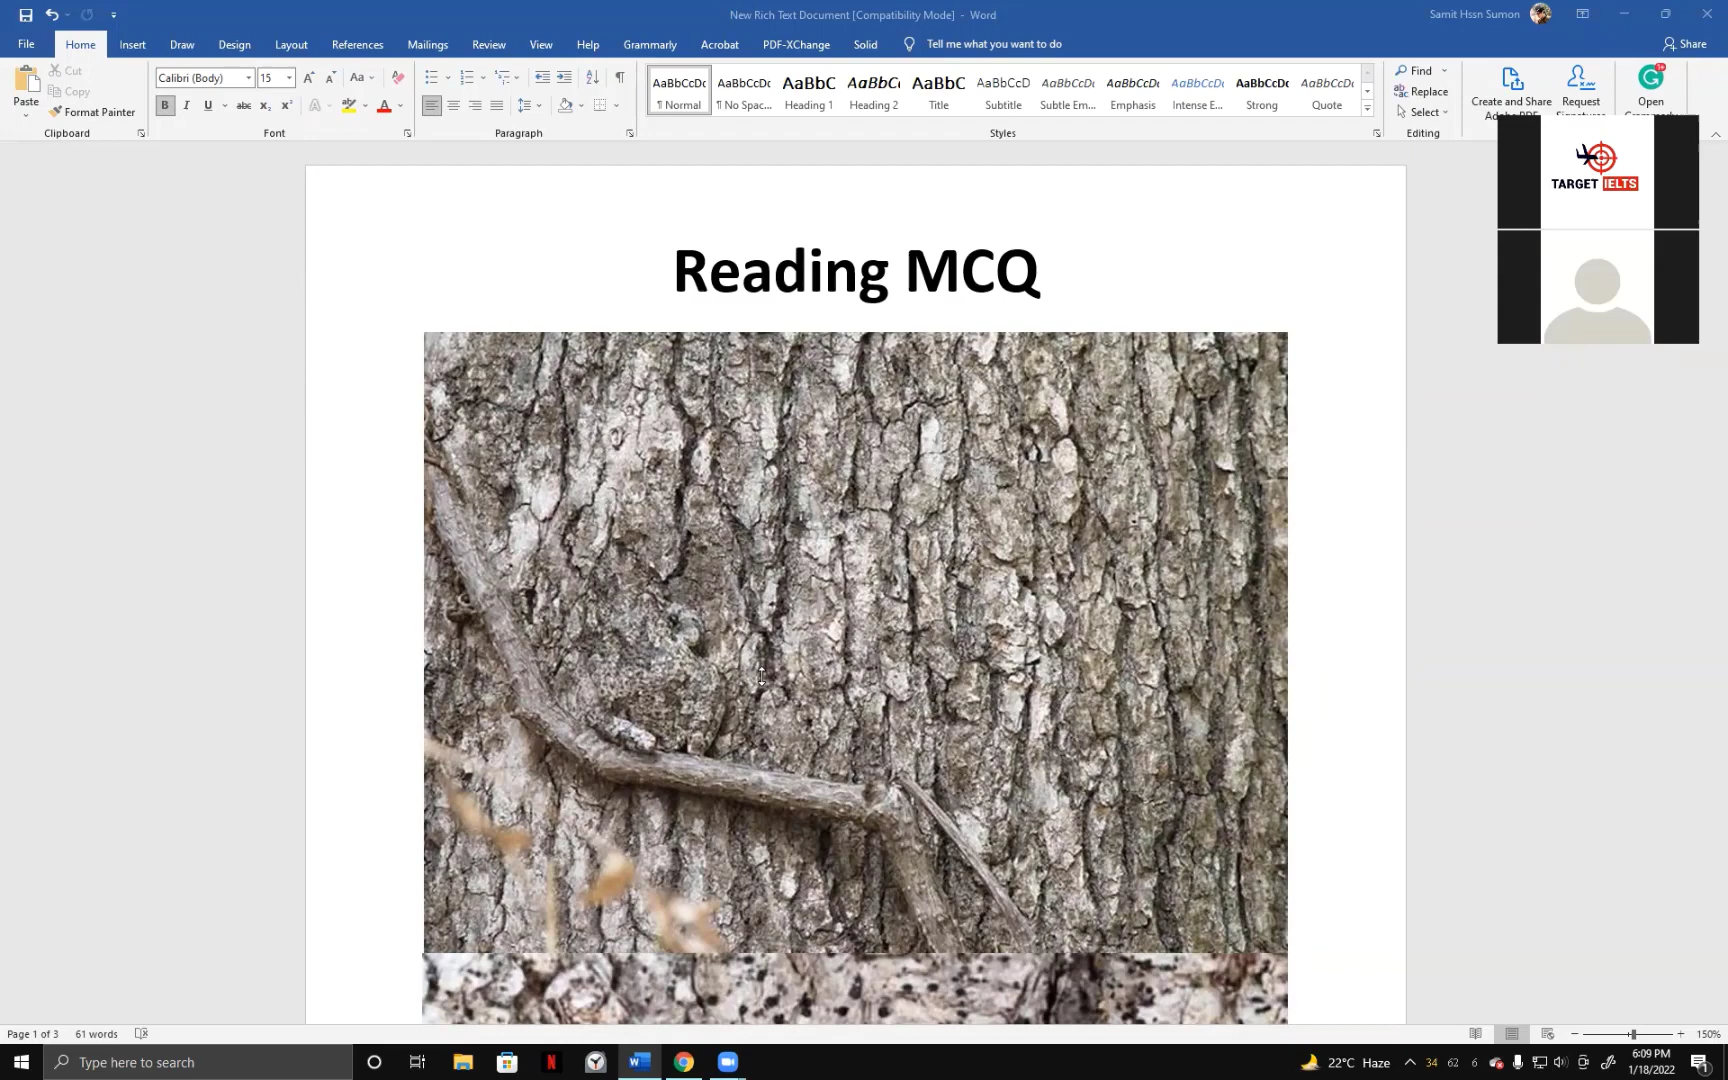 New Rich Text Document [Compatibility Mode] - Word
Samit Hssn Sumon
File Home Insert Draw Design Layout References Mailings Review View Help Grammarly Acrobat PDF-XChange Solid Tell me what you want to do Share
Paste
Cut
Copy
Format Painter
Clipboard
Calibri (Body) 15
Font
Paragraph
AaBbCcDc AaBbCcDc AaBbC AaBbC AaBbC AaBbCcD AaBbCcDc AaBbCcDc AaBbCcDc AaBbCcDc AaBbCcDc
¶ Normal ¶ No Spac... Heading 1 Heading 2 Title Subtitle Subtle Em... Emphasis Intense E... Strong Quote
Styles
Find
Replace
Select
Editing
Create and Share
Request
Open
TARGET IELTS
Reading MCQ
Page 1 of 3 61 words
150%
Type here to search
22°C Haze
34 62 6
6:09 PM
1/18/2022